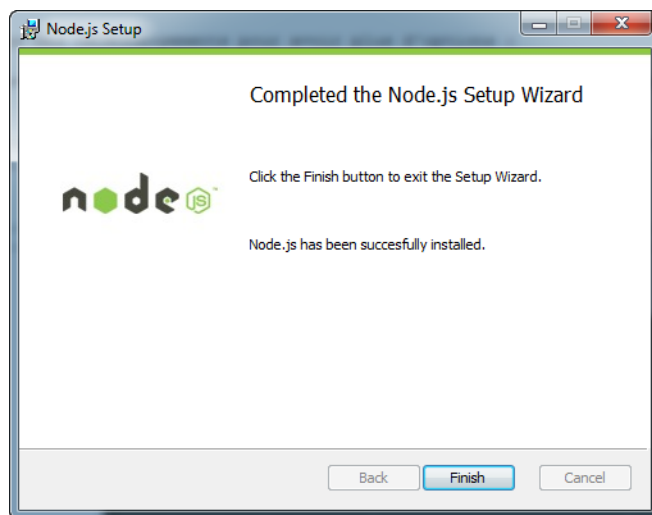 Node.js Setup
Completed the Node.js Setup Wizard
Click the Finish button to exit the Setup Wizard.
node JS
Node.js has been succesfully installed.
Back
Finish
Cancel